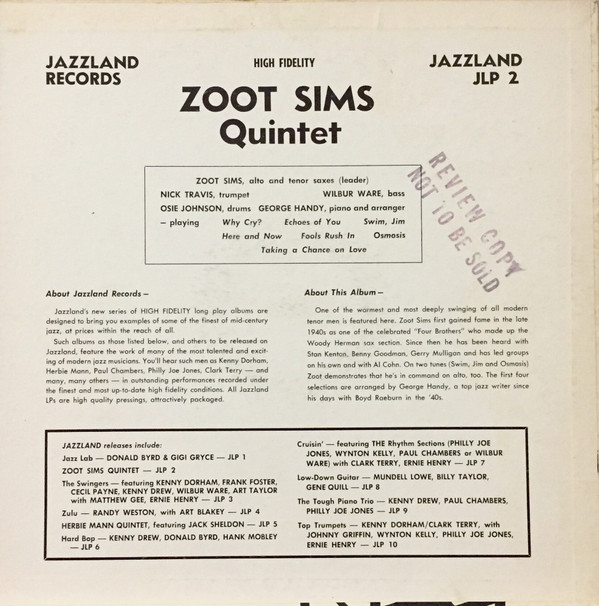 JAZZLAND
RECORDS
HIGH FIDELITY
JAZZLAND
JLP 2
ZOOT SIMS
Quintet
ZOOT SIMS, alto and tenor saxes (leader)
NICK TRAVIS, trumpet WILBUR WARE, bass
OSIE JOHNSON, drums GEORGE HANDY, piano and arranger
— playing Why Cry? Echoes of You Swim, Jim
Here and Now Fools Rush In Osmosis
Taking a Chance on Love
REVIEW COPY
NOT TO BE SOLD
About Jazzland Records —
Jazzland's new series of HIGH FIDELITY long play albums are
designed to bring you examples of some of the finest of mid-century
jazz, at prices within the reach of all.
Such albums as those listed below, and others to be released on
Jazzland, feature the work of many of the most talented and excit-
ing of modern jazz musicians. You'll hear such men as Kenny Dorham,
Herbie Mann, Paul Chambers, Philly Joe Jones, Clark Terry — and
many, many others — in outstanding performances recorded under
the finest and most up-to-date high fidelity conditions. All Jazzland
LPs are high quality pressings, attractively packaged.
About This Album —
One of the warmest and most deeply swinging of all modern
tenor men is featured here. Zoot Sims first gained fame in the late
1940s as one of the celebrated "Four Brothers" who made up the
Woody Herman sax section. Since then he has been heard with
Stan Kenton, Benny Goodman, Gerry Mulligan and has led groups
on his own and with Al Cohn. On two tunes (Swim, Jim and Osmosis)
Zoot demonstrates that he's in command on alto, too. The first four
selections are arranged by George Handy, a top jazz writer since
his days with Boyd Raeburn in the '40s.
JAZZLAND releases include:
Jazz Lab — DONALD BYRD & GIGI GRYCE — JLP 1
ZOOT SIMS QUINTET — JLP 2
The Swingers — featuring KENNY DORHAM, FRANK FOSTER,
CECIL PAYNE, KENNY DREW, WILBUR WARE, ART TAYLOR
with MATTHEW GEE, ERNIE HENRY — JLP 3
Zulu — RANDY WESTON, with ART BLAKEY — JLP 4
HERBIE MANN QUINTET, featuring JACK SHELDON — JLP 5
Hard Bop — KENNY DREW, DONALD BYRD, HANK MOBLEY
— JLP 6
Cruisin' — featuring THE Rhythm Sections (PHILLY JOE
JONES, WYNTON KELLY, PAUL CHAMBERS or WILBUR
WARE) with CLARK TERRY, ERNIE HENRY — JLP 7
Low-Down Guitar — MUNDELL LOWE, BILLY TAYLOR,
GENE QUILL — JLP 8
The Tough Piano Trio — KENNY DREW, PAUL CHAMBERS,
PHILLY JOE JONES — JLP 9
Top Trumpets — KENNY DORHAM/CLARK TERRY, with
JOHNNY GRIFFIN, WYNTON KELLY, PHILLY JOE JONES,
ERNIE HENRY — JLP 10